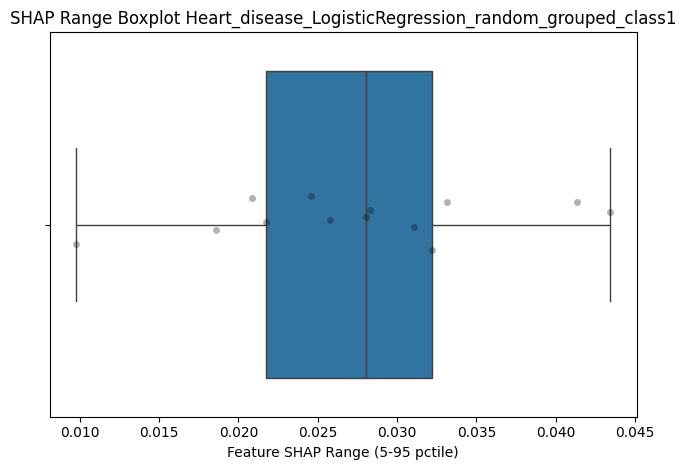 SHAP Range Boxplot Heart_disease_LogisticRegression_random_grouped_class1
0.010 0.015 0.020 0.025 0.030 0.035 0.040 0.045
Feature SHAP Range (5-95 pctile)